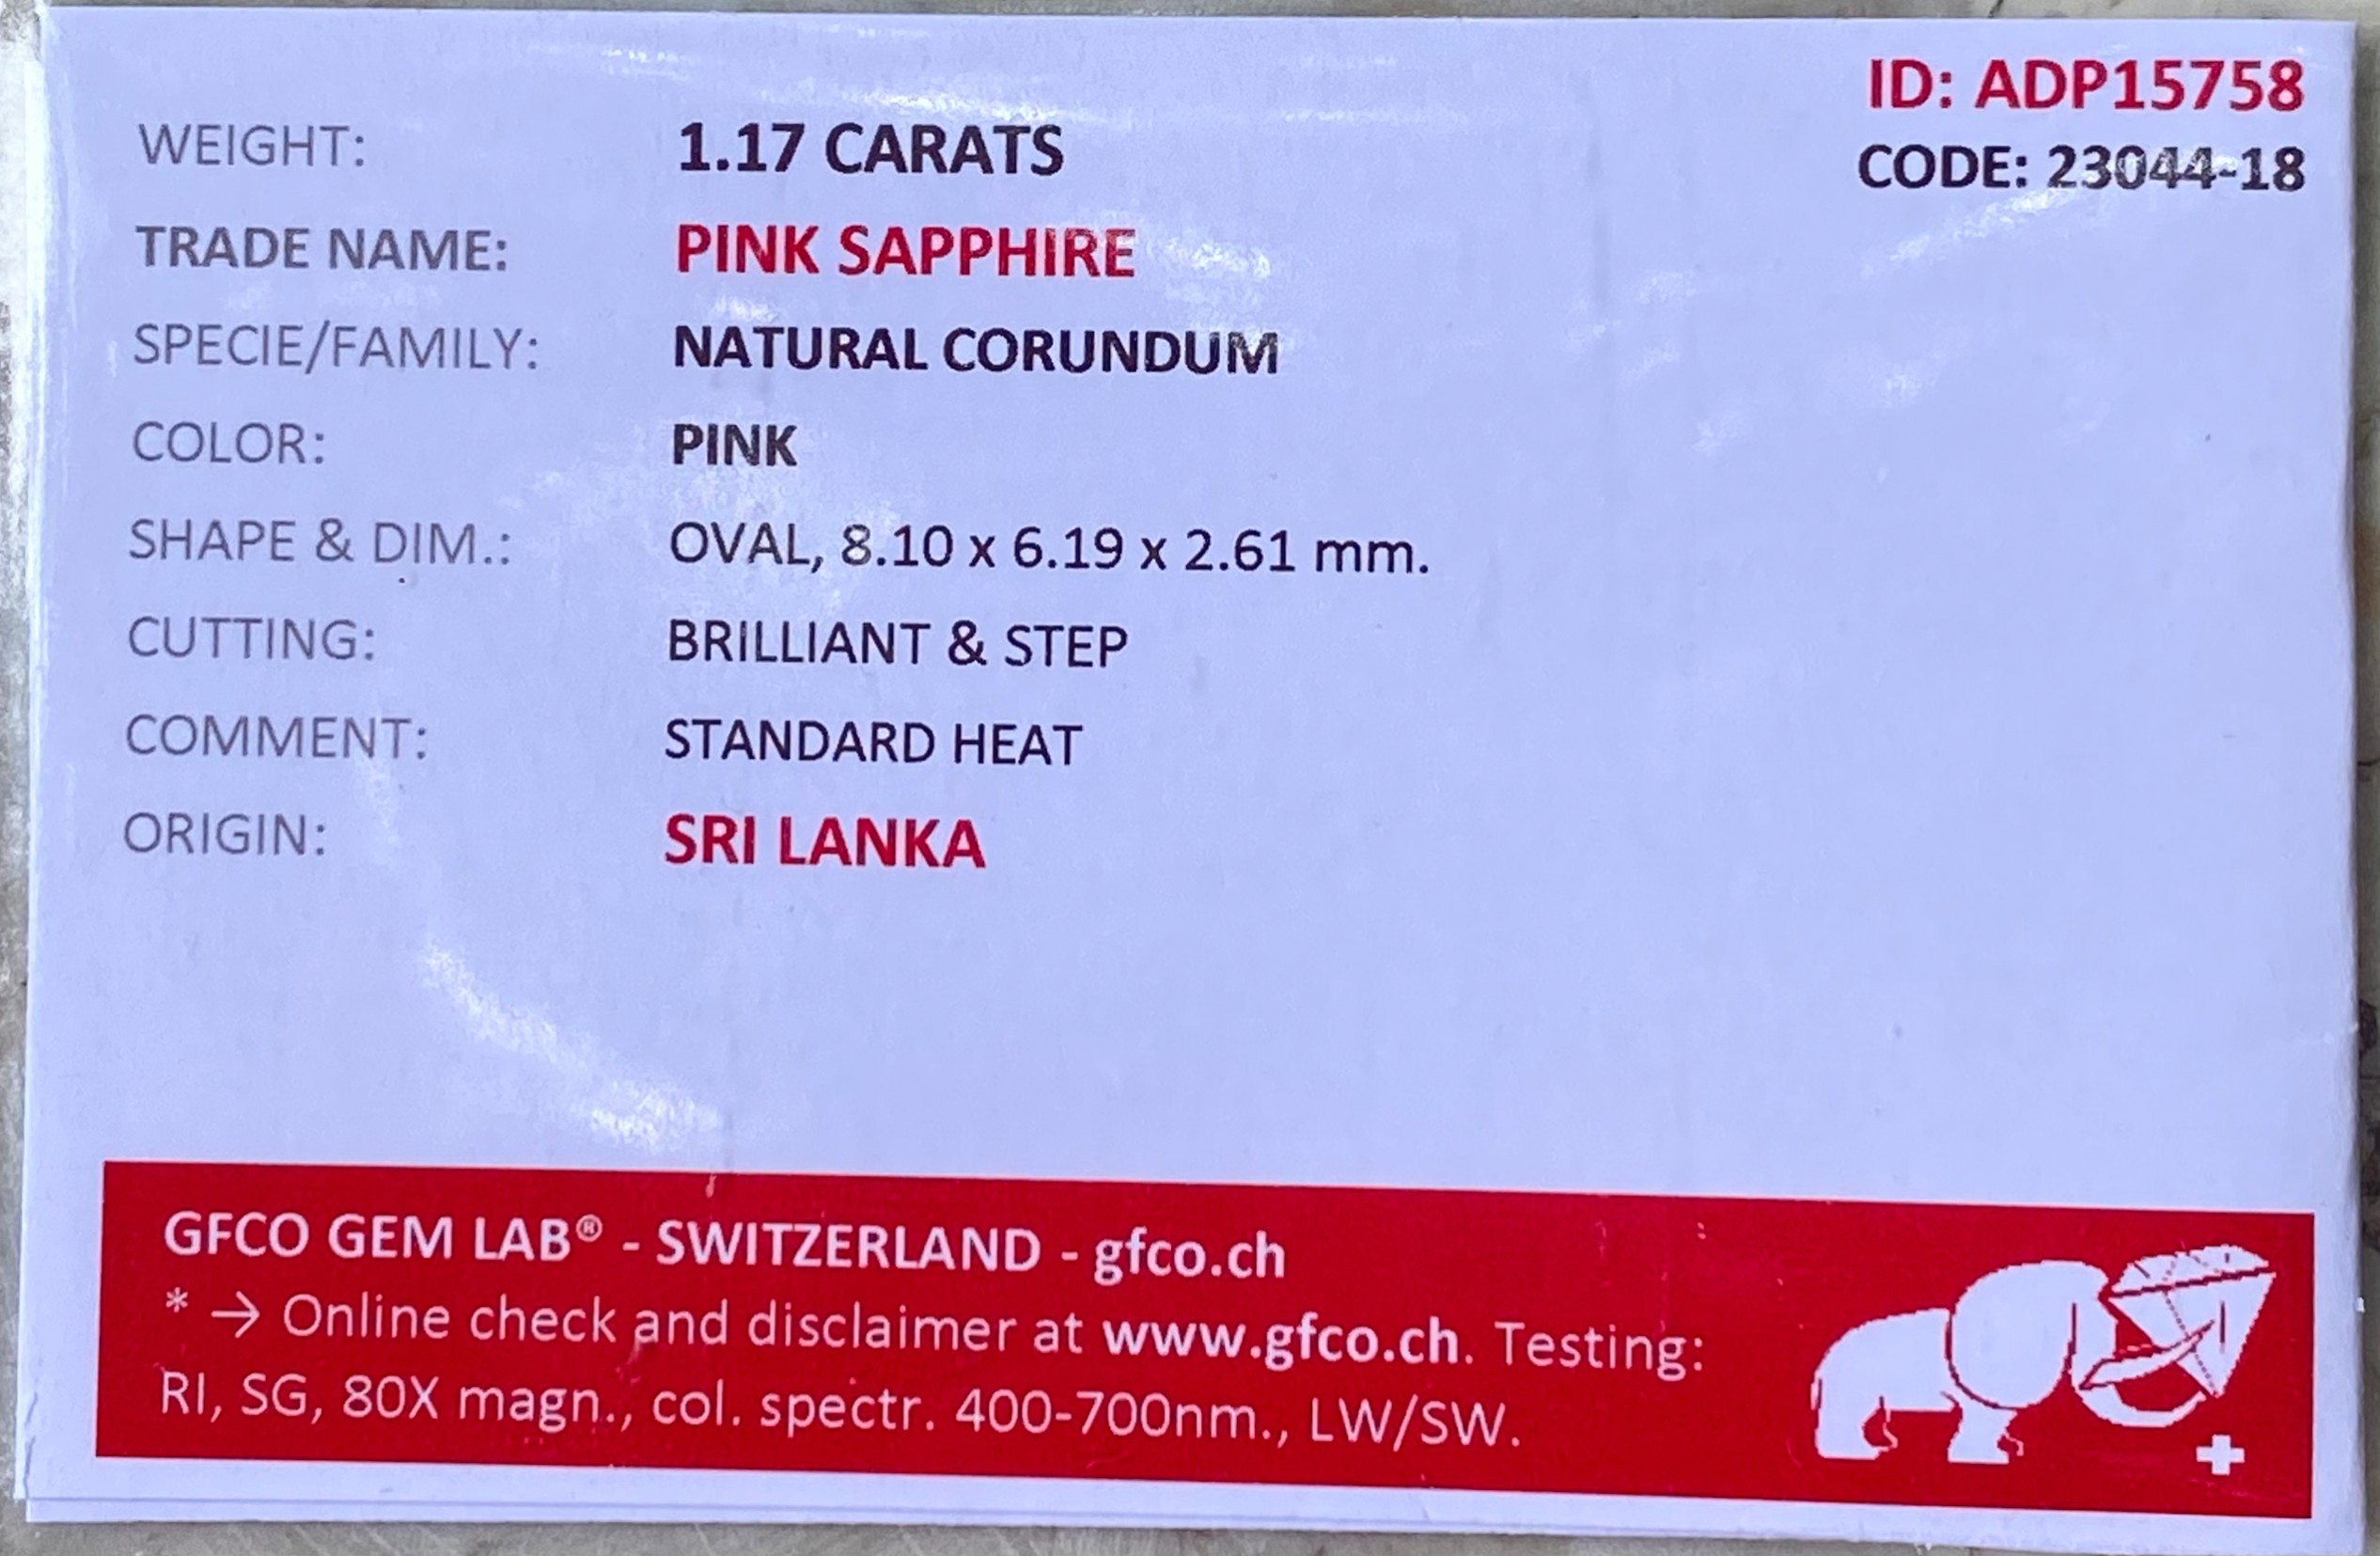 ID: ADP15758
CODE: 23044-18
WEIGHT: 1.17 CARATS
TRADE NAME: PINK SAPPHIRE
SPECIE/FAMILY: NATURAL CORUNDUM
COLOR: PINK
SHAPE & DIM.: OVAL, 8.10 x 6.19 x 2.61 mm.
CUTTING: BRILLIANT & STEP
COMMENT: STANDARD HEAT
ORIGIN: SRI LANKA
GFCO GEM LAB® - SWITZERLAND - gfco.ch
* → Online check and disclaimer at www.gfco.ch. Testing:
RI, SG, 80X magn., col. spectr. 400-700nm., LW/SW.